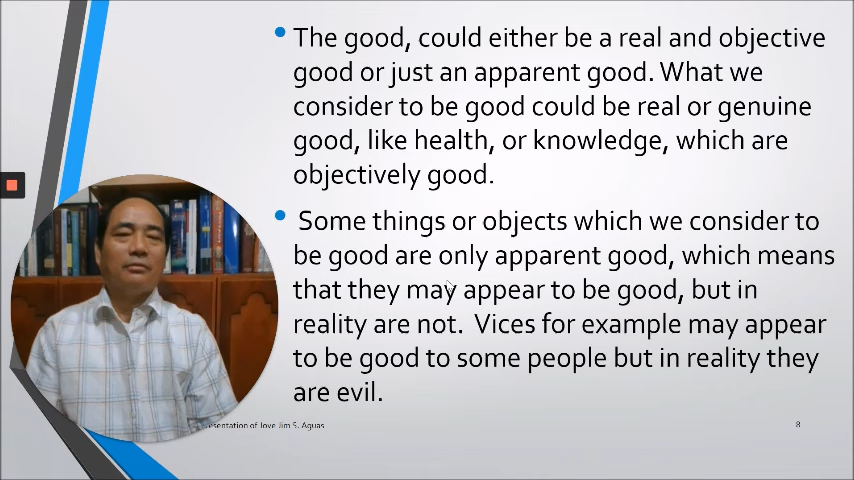 The good, could either be a real and objective
good or just an apparent good. What we
consider to be good could be real or genuine
good, like health, or knowledge, which are
objectively good.
Some things or objects which we consider to
be good are only apparent good, which means
that they may appear to be good, but in
reality are not. Vices for example may appear
to be good to some people but in reality they
are evil.
of Jove Jim S. Aguas
8